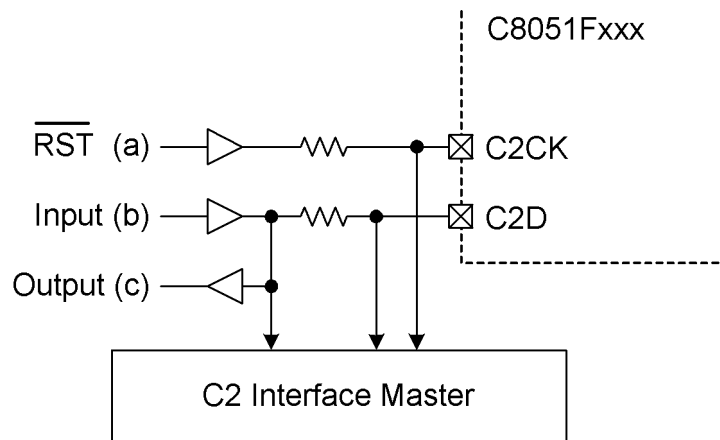 C8051Fxxx
RST (a)
C2CK
Input (b)
C2D
Output (c)
C2 Interface Master